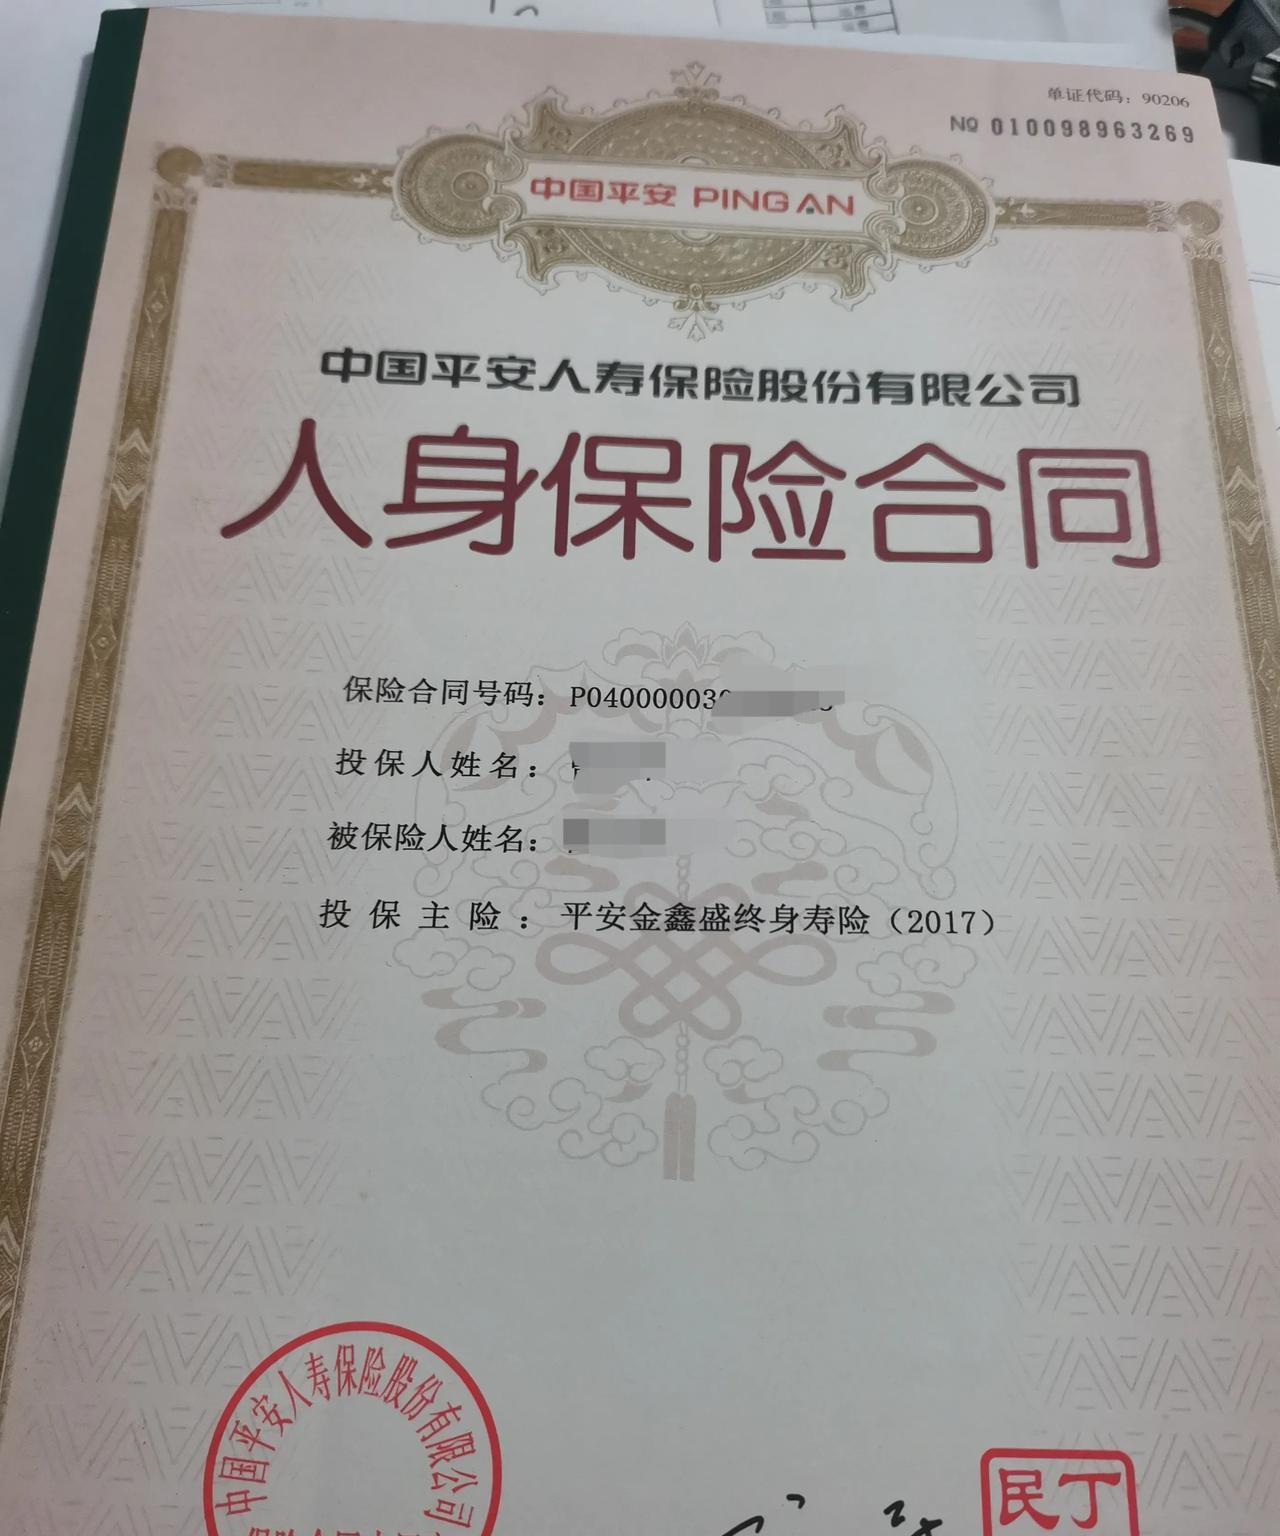 单证代码：90206
№ 010098963269
中国平安 PING AN
中国平安人寿保险股份有限公司
人身保险合同
保险合同号码：P04000003
投保人姓名：
被保险人姓名：
投保主险：平安金鑫盛终身寿险（2017）
中国平安人寿保险股份有限公司
民丁